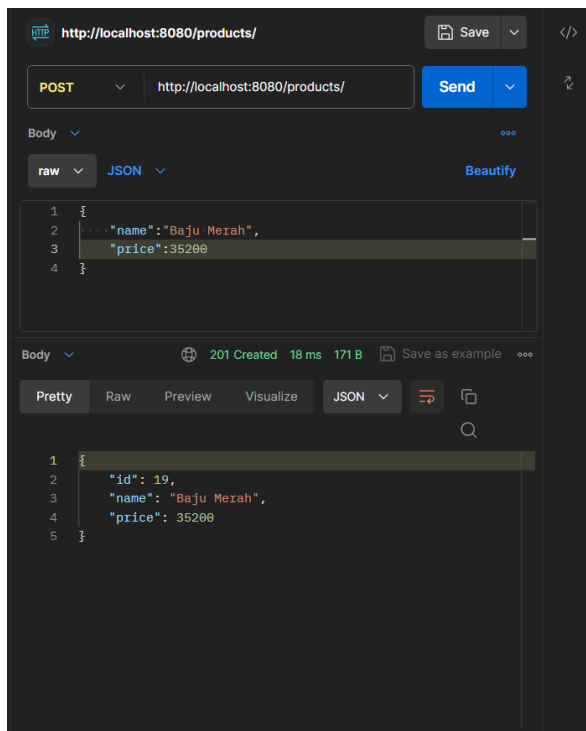 HTTP http://localhost:8080/products/ Save </>
POST http://localhost:8080/products/ Send
Body
raw JSON Beautify
1 {
2 "name":"Baju Merah",
3 "price":35200
4 }
Body 201 Created 18 ms 171 B Save as example
Pretty Raw Preview Visualize JSON
1 {
2 "id": 19,
3 "name": "Baju Merah",
4 "price": 35200
5 }